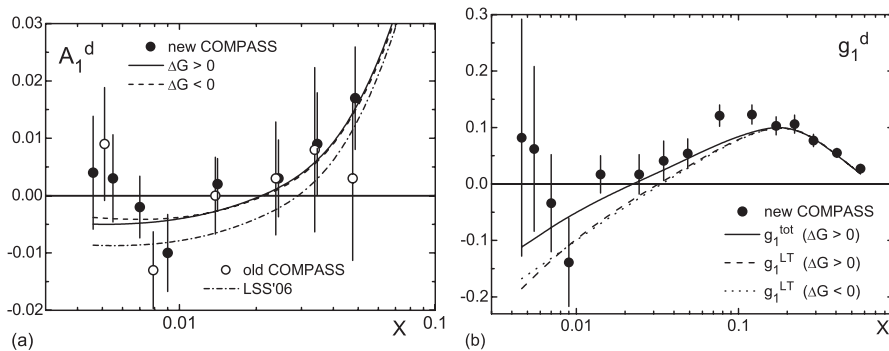 0.03
A₁ᵈ
new COMPASS
ΔG > 0
ΔG < 0
0.02
0.01
0.00
-0.01
-0.02
old COMPASS
LSS'06
0.01
X
0.1
(a)
0.3
g₁ᵈ
0.2
0.1
0.0
-0.1
-0.2
new COMPASS
g₁ᵗᵒᵗ (ΔG > 0)
g₁ᴸᵀ (ΔG > 0)
g₁ᴸᵀ (ΔG < 0)
0.01
0.1
X
(b)